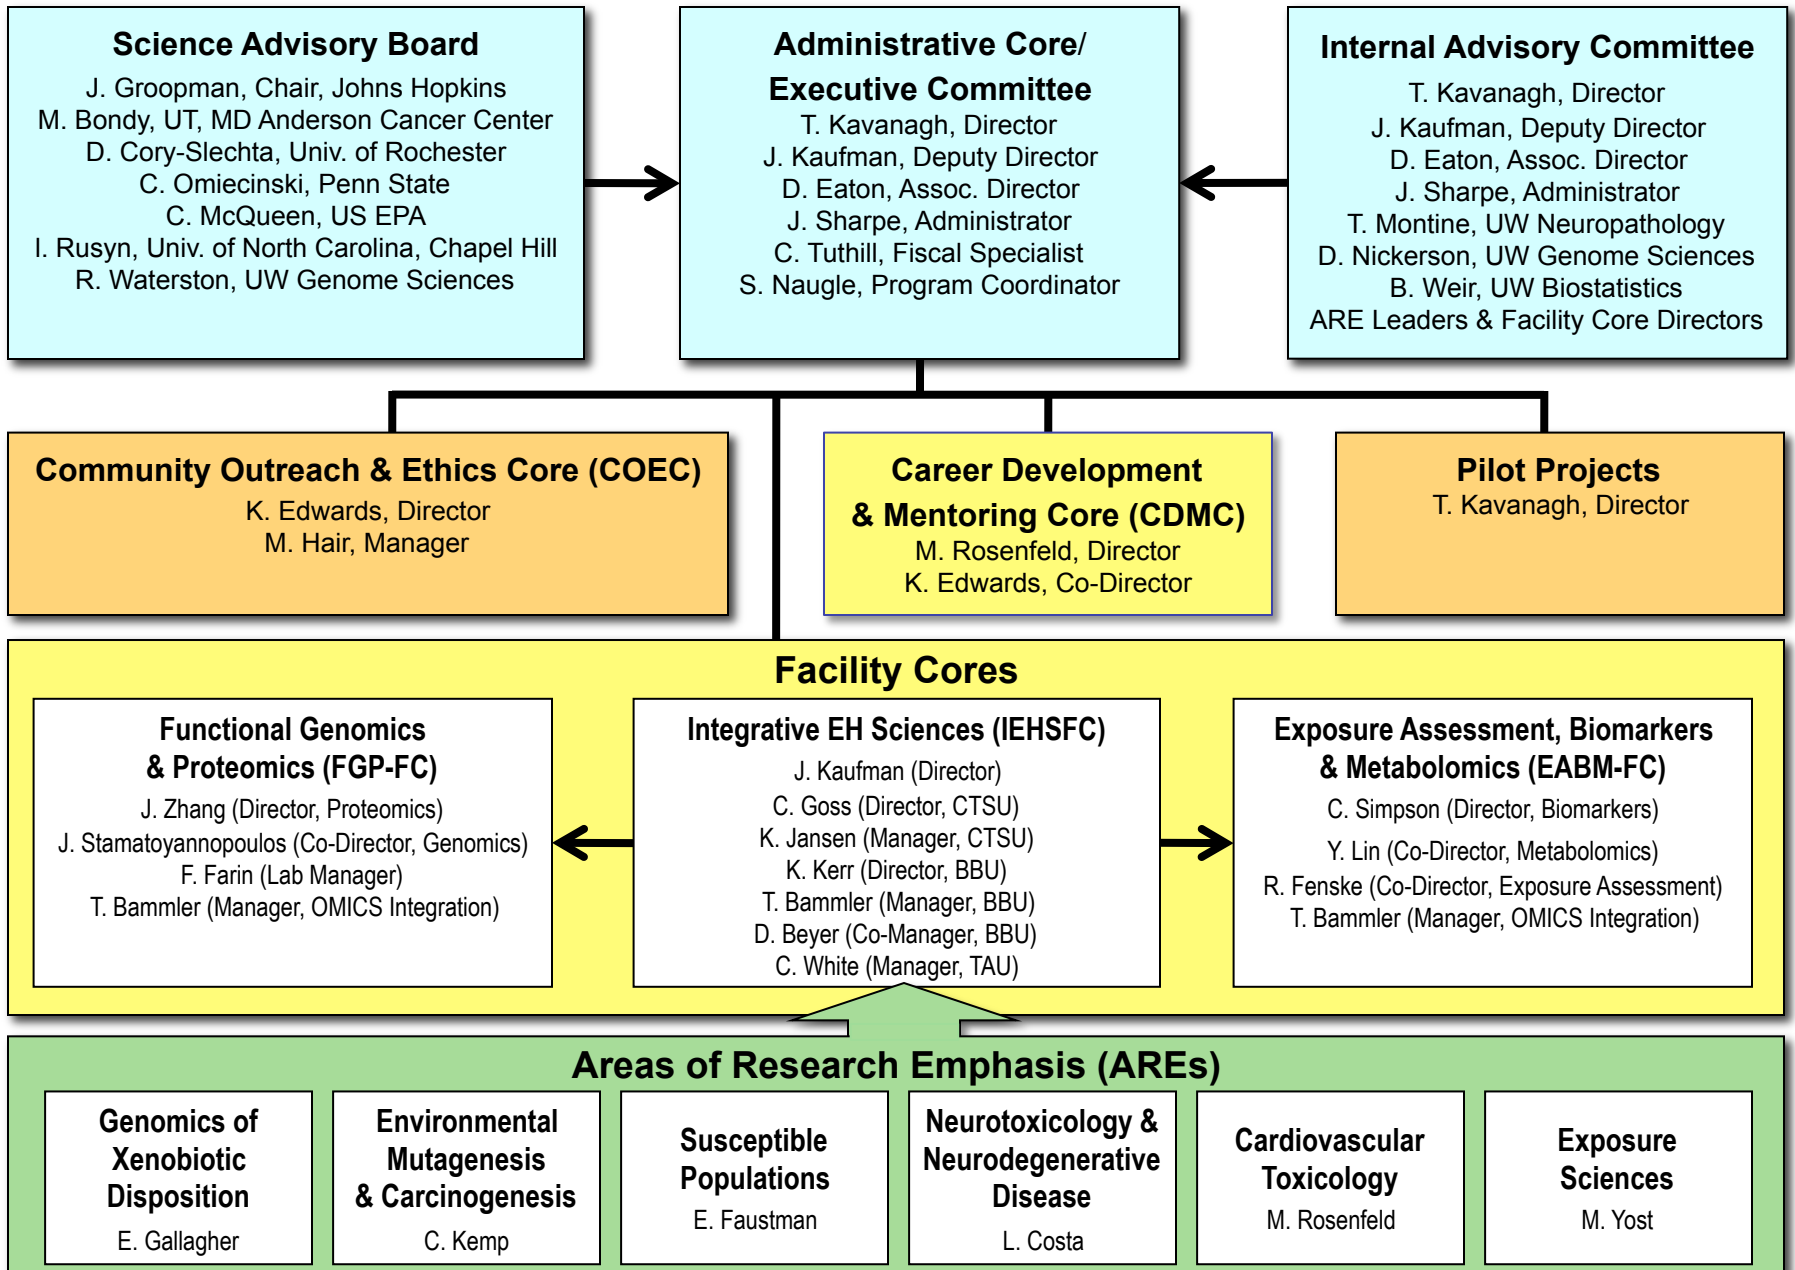 Science Advisory Board
J. Groopman, Chair, Johns Hopkins
M. Bondy, UT, MD Anderson Cancer Center
D. Cory-Slechta, Univ. of Rochester
C. Omiecinski, Penn State
C. McQueen, US EPA
I. Rusyn, Univ. of North Carolina, Chapel Hill
R. Waterston, UW Genome Sciences
Administrative Core/
Executive Committee
T. Kavanagh, Director
J. Kaufman, Deputy Director
D. Eaton, Assoc. Director
J. Sharpe, Administrator
C. Tuthill, Fiscal Specialist
S. Naugle, Program Coordinator
Internal Advisory Committee
T. Kavanagh, Director
J. Kaufman, Deputy Director
D. Eaton, Assoc. Director
J. Sharpe, Administrator
T. Montine, UW Neuropathology
D. Nickerson, UW Genome Sciences
B. Weir, UW Biostatistics
ARE Leaders & Facility Core Directors
Community Outreach & Ethics Core (COEC)
K. Edwards, Director
M. Hair, Manager
Career Development
& Mentoring Core (CDMC)
M. Rosenfeld, Director
K. Edwards, Co-Director
Pilot Projects
T. Kavanagh, Director
Facility Cores
Functional Genomics
& Proteomics (FGP-FC)
J. Zhang (Director, Proteomics)
J. Stamatoyannopoulos (Co-Director, Genomics)
F. Farin (Lab Manager)
T. Bammler (Manager, OMICS Integration)
Integrative EH Sciences (IEHSFC)
J. Kaufman (Director)
C. Goss (Director, CTSU)
K. Jansen (Manager, CTSU)
K. Kerr (Director, BBU)
T. Bammler (Manager, BBU)
D. Beyer (Co-Manager, BBU)
C. White (Manager, TAU)
Exposure Assessment, Biomarkers
& Metabolomics (EABM-FC)
C. Simpson (Director, Biomarkers)
Y. Lin (Co-Director, Metabolomics)
R. Fenske (Co-Director, Exposure Assessment)
T. Bammler (Manager, OMICS Integration)
Areas of Research Emphasis (AREs)
Genomics of
Xenobiotic
Disposition
E. Gallagher
Environmental
Mutagenesis
& Carcinogenesis
C. Kemp
Susceptible
Populations
E. Faustman
Neurotoxicology &
Neurodegenerative
Disease
L. Costa
Cardiovascular
Toxicology
M. Rosenfeld
Exposure
Sciences
M. Yost